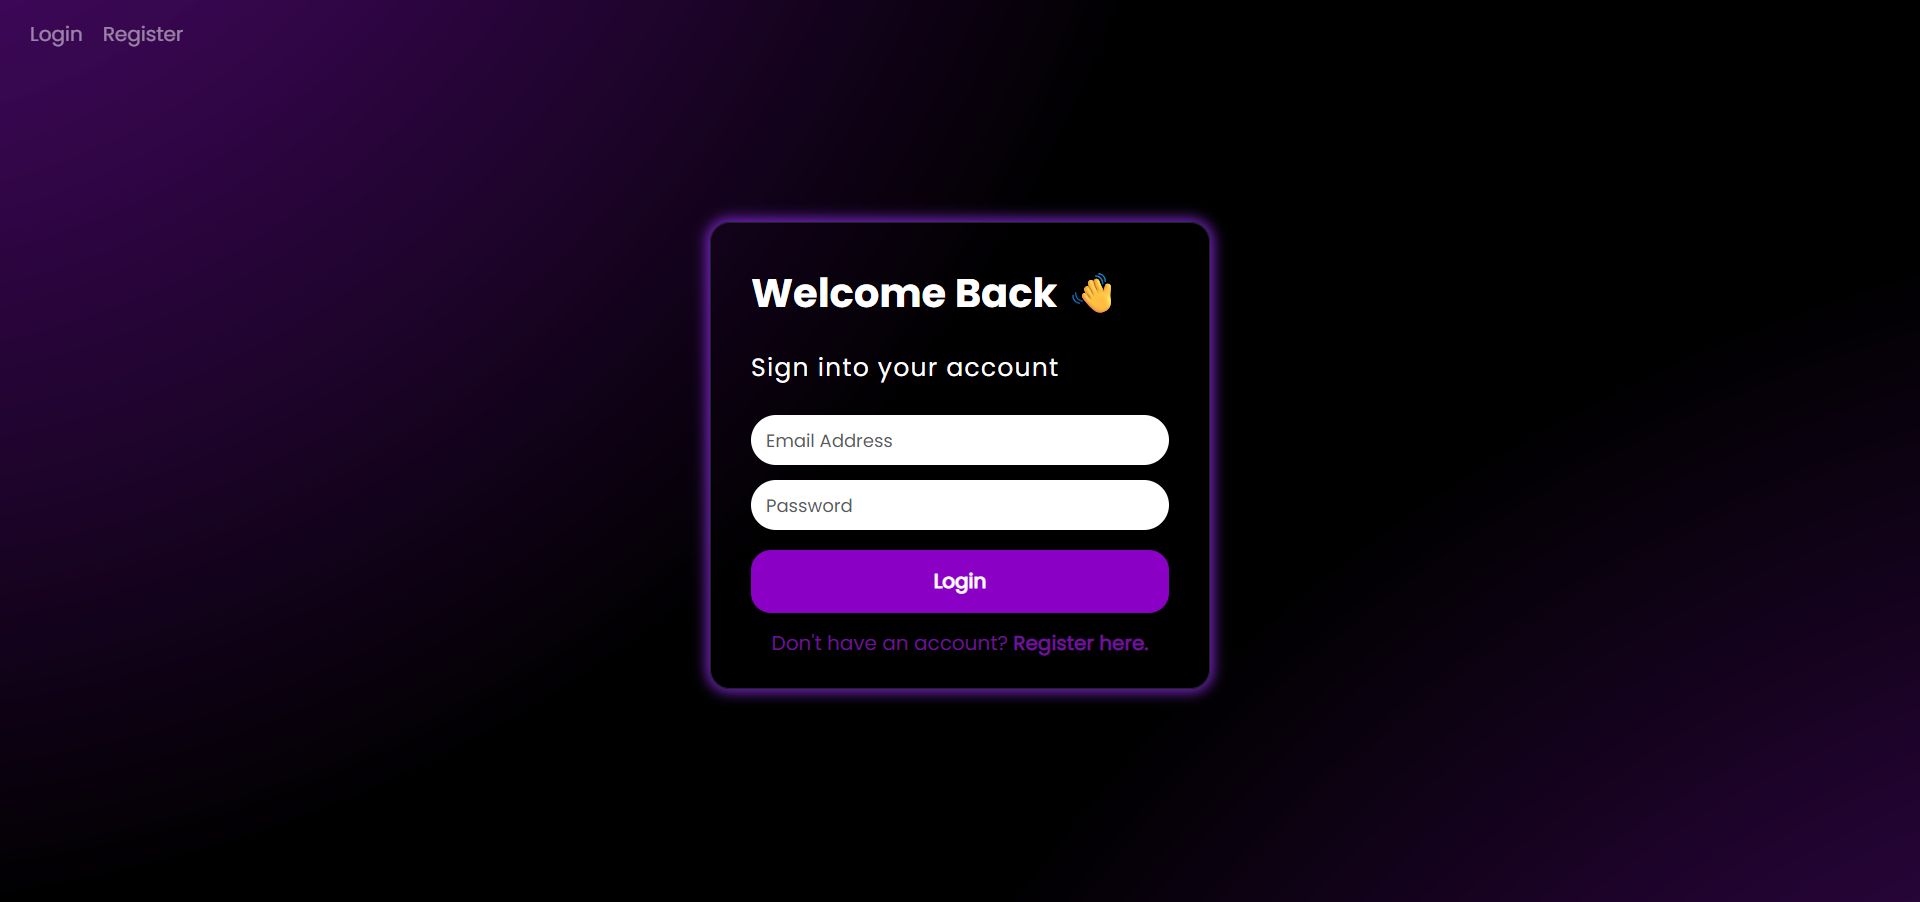 Login Register
Welcome Back 👋
Sign into your account
Email Address
Password
Login
Don't have an account? Register here.